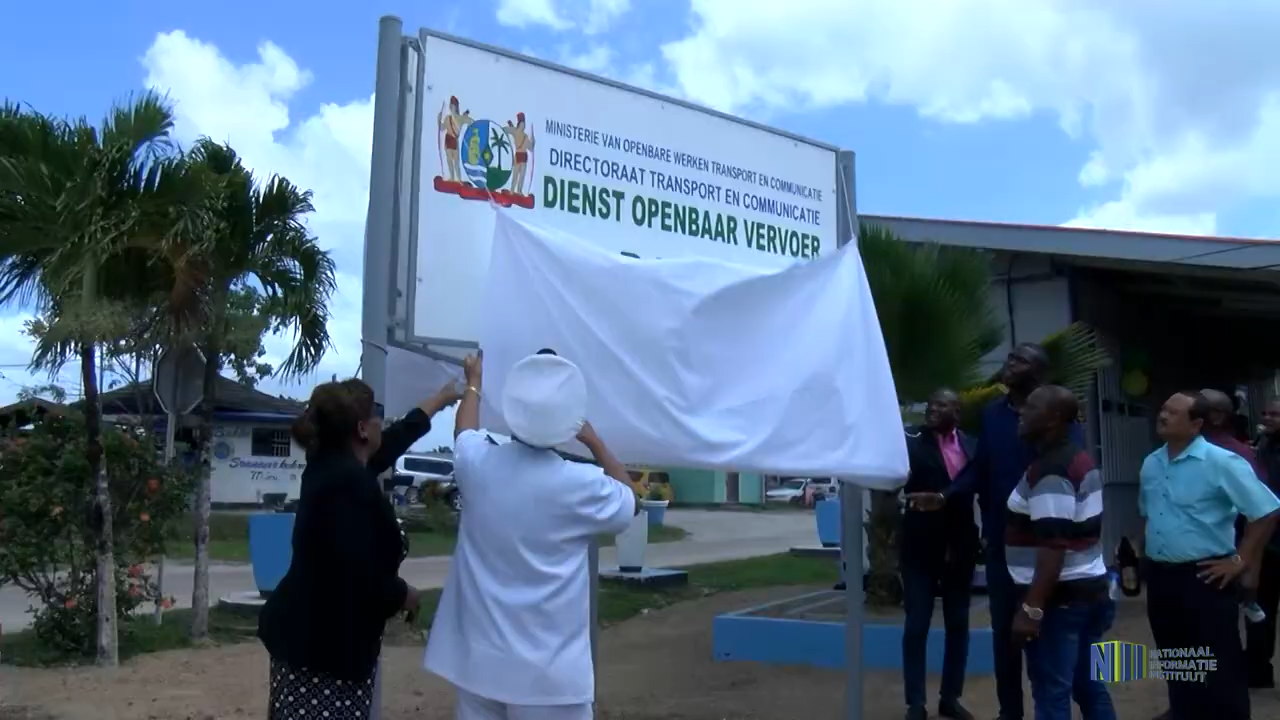 MINISTERIE VAN OPENBARE WERKEN TRANSPORT EN COMMUNICATIE
DIRECTORAAT TRANSPORT EN COMMUNICATIE
DIENST OPENBAAR VERVOER
NATIONAAL
INFORMATIE
INSTITUUT